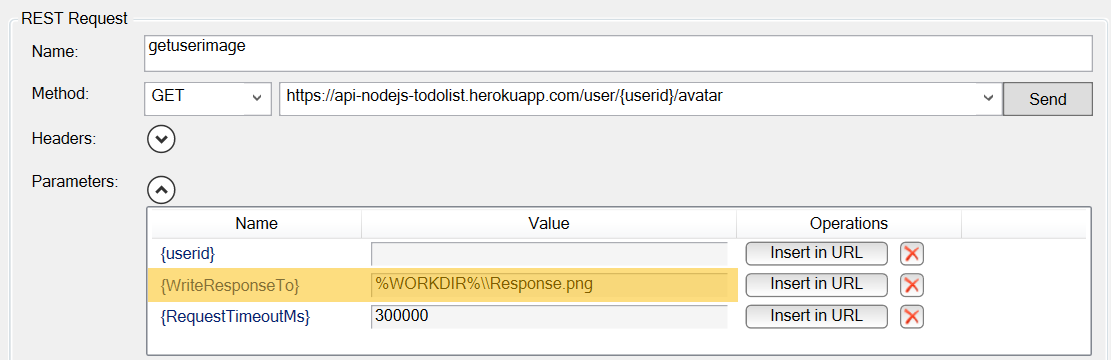 REST Request
Name: getuserimage
Method: GET https://api-nodejs-todolist.herokuapp.com/user/{userid}/avatar Send
Headers:
Parameters:
Name Value Operations
{userid} Insert in URL
{WriteResponseTo} %WORKDIR%\\Response.png Insert in URL
{RequestTimeoutMs} 300000 Insert in URL